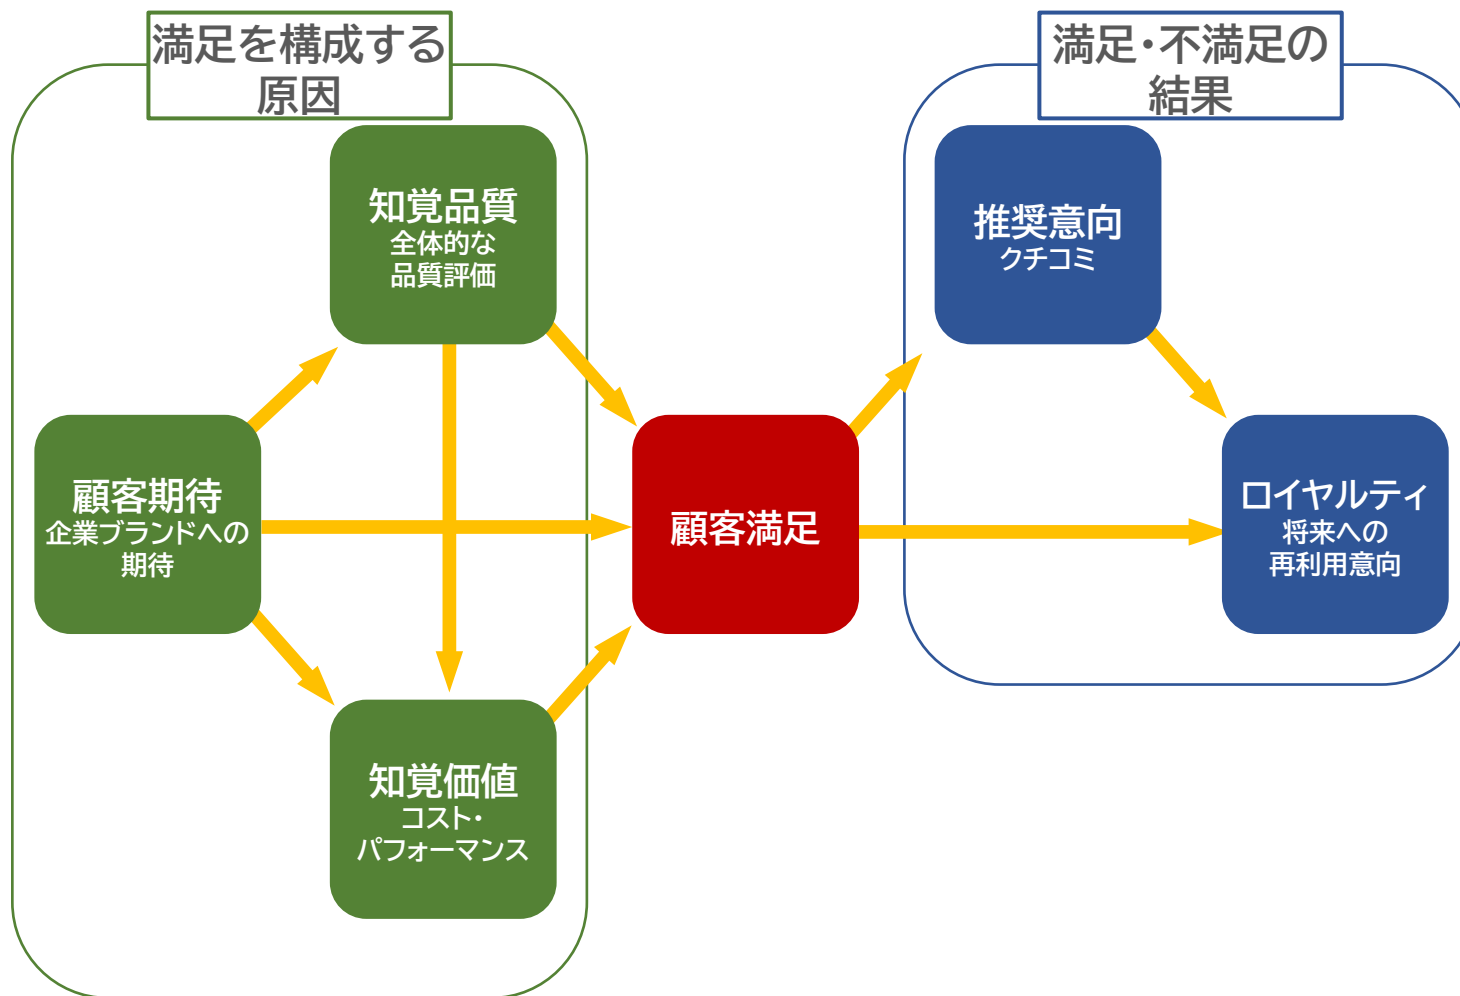 満足を構成する
原因
満足・不満足の
結果
知覚品質
全体的な
品質評価
推奨意向
クチコミ
顧客期待
企業ブランドへの
期待
顧客満足
ロイヤルティ
将来への
再利用意向
知覚価値
コスト・
パフォーマンス